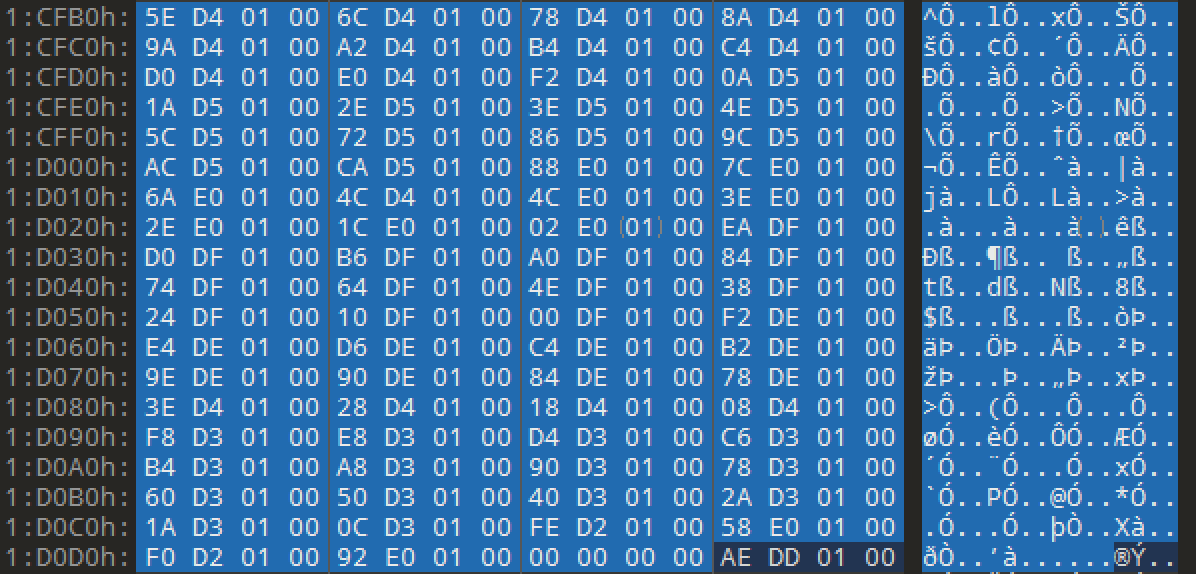 1:CFB0h: 5E D4 01 00 6C D4 01 00 78 D4 01 00 8A D4 01 00 ^Ô..lÔ..xÔ..ŠÔ..
1:CFC0h: 9A D4 01 00 A2 D4 01 00 B4 D4 01 00 C4 D4 01 00 šÔ..¢Ô..´Ô..ÄÔ..
1:CFD0h: D0 D4 01 00 E0 D4 01 00 F2 D4 01 00 0A D5 01 00 ÐÔ..àÔ..òÔ...Õ..
1:CFE0h: 1A D5 01 00 2E D5 01 00 3E D5 01 00 4E D5 01 00 .Õ...Õ..>Õ..NÕ..
1:CFF0h: 5C D5 01 00 72 D5 01 00 86 D5 01 00 9C D5 01 00 \Õ..rÕ..†Õ..œÕ..
1:D000h: AC D5 01 00 CA D5 01 00 88 E0 01 00 7C E0 01 00 ¬Õ..ÊÕ..ˆà..|à..
1:D010h: 6A E0 01 00 4C D4 01 00 4C E0 01 00 3E E0 01 00 jà..LÔ..Là..>à..
1:D020h: 2E E0 01 00 1C E0 01 00 02 E0 (01) 00 EA DF 01 00 .à...à...à(.).êß..
1:D030h: D0 DF 01 00 B6 DF 01 00 A0 DF 01 00 84 DF 01 00 Ðß..¶ß.. ß..„ß..
1:D040h: 74 DF 01 00 64 DF 01 00 4E DF 01 00 38 DF 01 00 tß..dß..Nß..8ß..
1:D050h: 24 DF 01 00 10 DF 01 00 00 DF 01 00 F2 DE 01 00 $ß...ß...ß..òÞ..
1:D060h: E4 DE 01 00 D6 DE 01 00 C4 DE 01 00 B2 DE 01 00 äÞ..ÖÞ..ÄÞ..²Þ..
1:D070h: 9E DE 01 00 90 DE 01 00 84 DE 01 00 78 DE 01 00 žÞ...Þ..„Þ..xÞ..
1:D080h: 3E D4 01 00 28 D4 01 00 18 D4 01 00 08 D4 01 00 >Ô..(Ô...Ô...Ô..
1:D090h: F8 D3 01 00 E8 D3 01 00 D4 D3 01 00 C6 D3 01 00 øÓ..èÓ..ÔÓ..ÆÓ..
1:D0A0h: B4 D3 01 00 A8 D3 01 00 90 D3 01 00 78 D3 01 00 ´Ó..¨Ó...Ó..xÓ..
1:D0B0h: 60 D3 01 00 50 D3 01 00 40 D3 01 00 2A D3 01 00 `Ó..PÓ..@Ó..*Ó..
1:D0C0h: 1A D3 01 00 0C D3 01 00 FE D2 01 00 58 E0 01 00 .Ó...Ó..þÒ..Xà..
1:D0D0h: F0 D2 01 00 92 E0 01 00 00 00 00 00 AE DD 01 00 ðÒ..’à......®Ý..